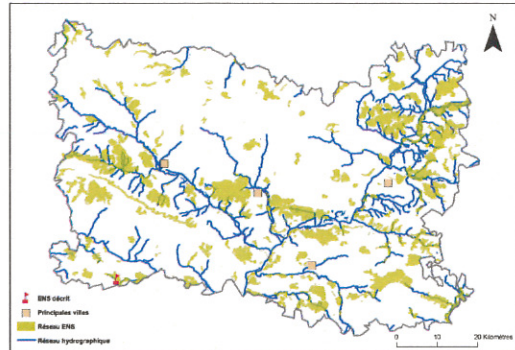 N
ENS décrit
Principales villes
Réseau ENS
Réseau hydrographique
0 10 20 Kilomètres